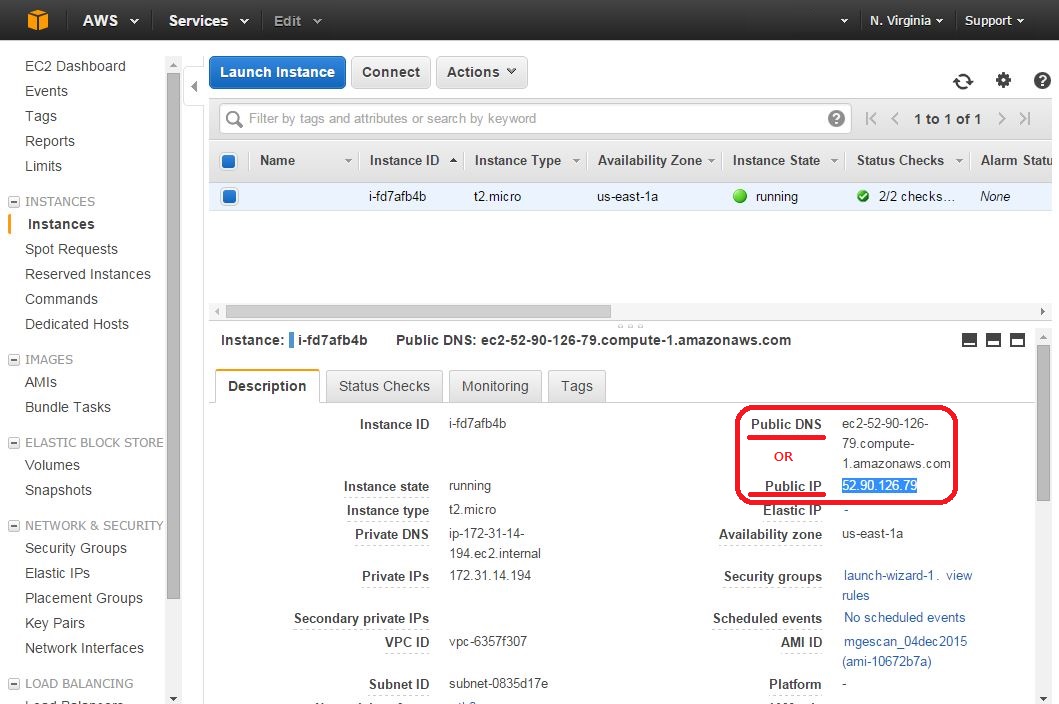 AWS Services Edit N. Virginia Support
EC2 Dashboard
Events
Tags
Reports
Limits
INSTANCES
Instances
Spot Requests
Reserved Instances
Commands
Dedicated Hosts
IMAGES
AMIs
Bundle Tasks
ELASTIC BLOCK STORE
Volumes
Snapshots
NETWORK & SECURITY
Security Groups
Elastic IPs
Placement Groups
Key Pairs
Network Interfaces
LOAD BALANCING
Launch Instance Connect Actions
Filter by tags and attributes or search by keyword
1 to 1 of 1
Name Instance ID Instance Type Availability Zone Instance State Status Checks Alarm Statu
i-fd7afb4b t2.micro us-east-1a running 2/2 checks... None
Instance: i-fd7afb4b Public DNS: ec2-52-90-126-79.compute-1.amazonaws.com
Description Status Checks Monitoring Tags
Instance ID i-fd7afb4b
Instance state running
Instance type t2.micro
Private DNS ip-172-31-14-
194.ec2.internal
Private IPs 172.31.14.194
Secondary private IPs
VPC ID vpc-6357f307
Subnet ID subnet-0835d17e
Public DNS ec2-52-90-126-
79.compute-
1.amazonaws.com
OR
Public IP 52.90.126.79
Elastic IP -
Availability zone us-east-1a
Security groups launch-wizard-1. view
rules
Scheduled events No scheduled events
AMI ID mgescan_04dec2015
(ami-10672b7a)
Platform -